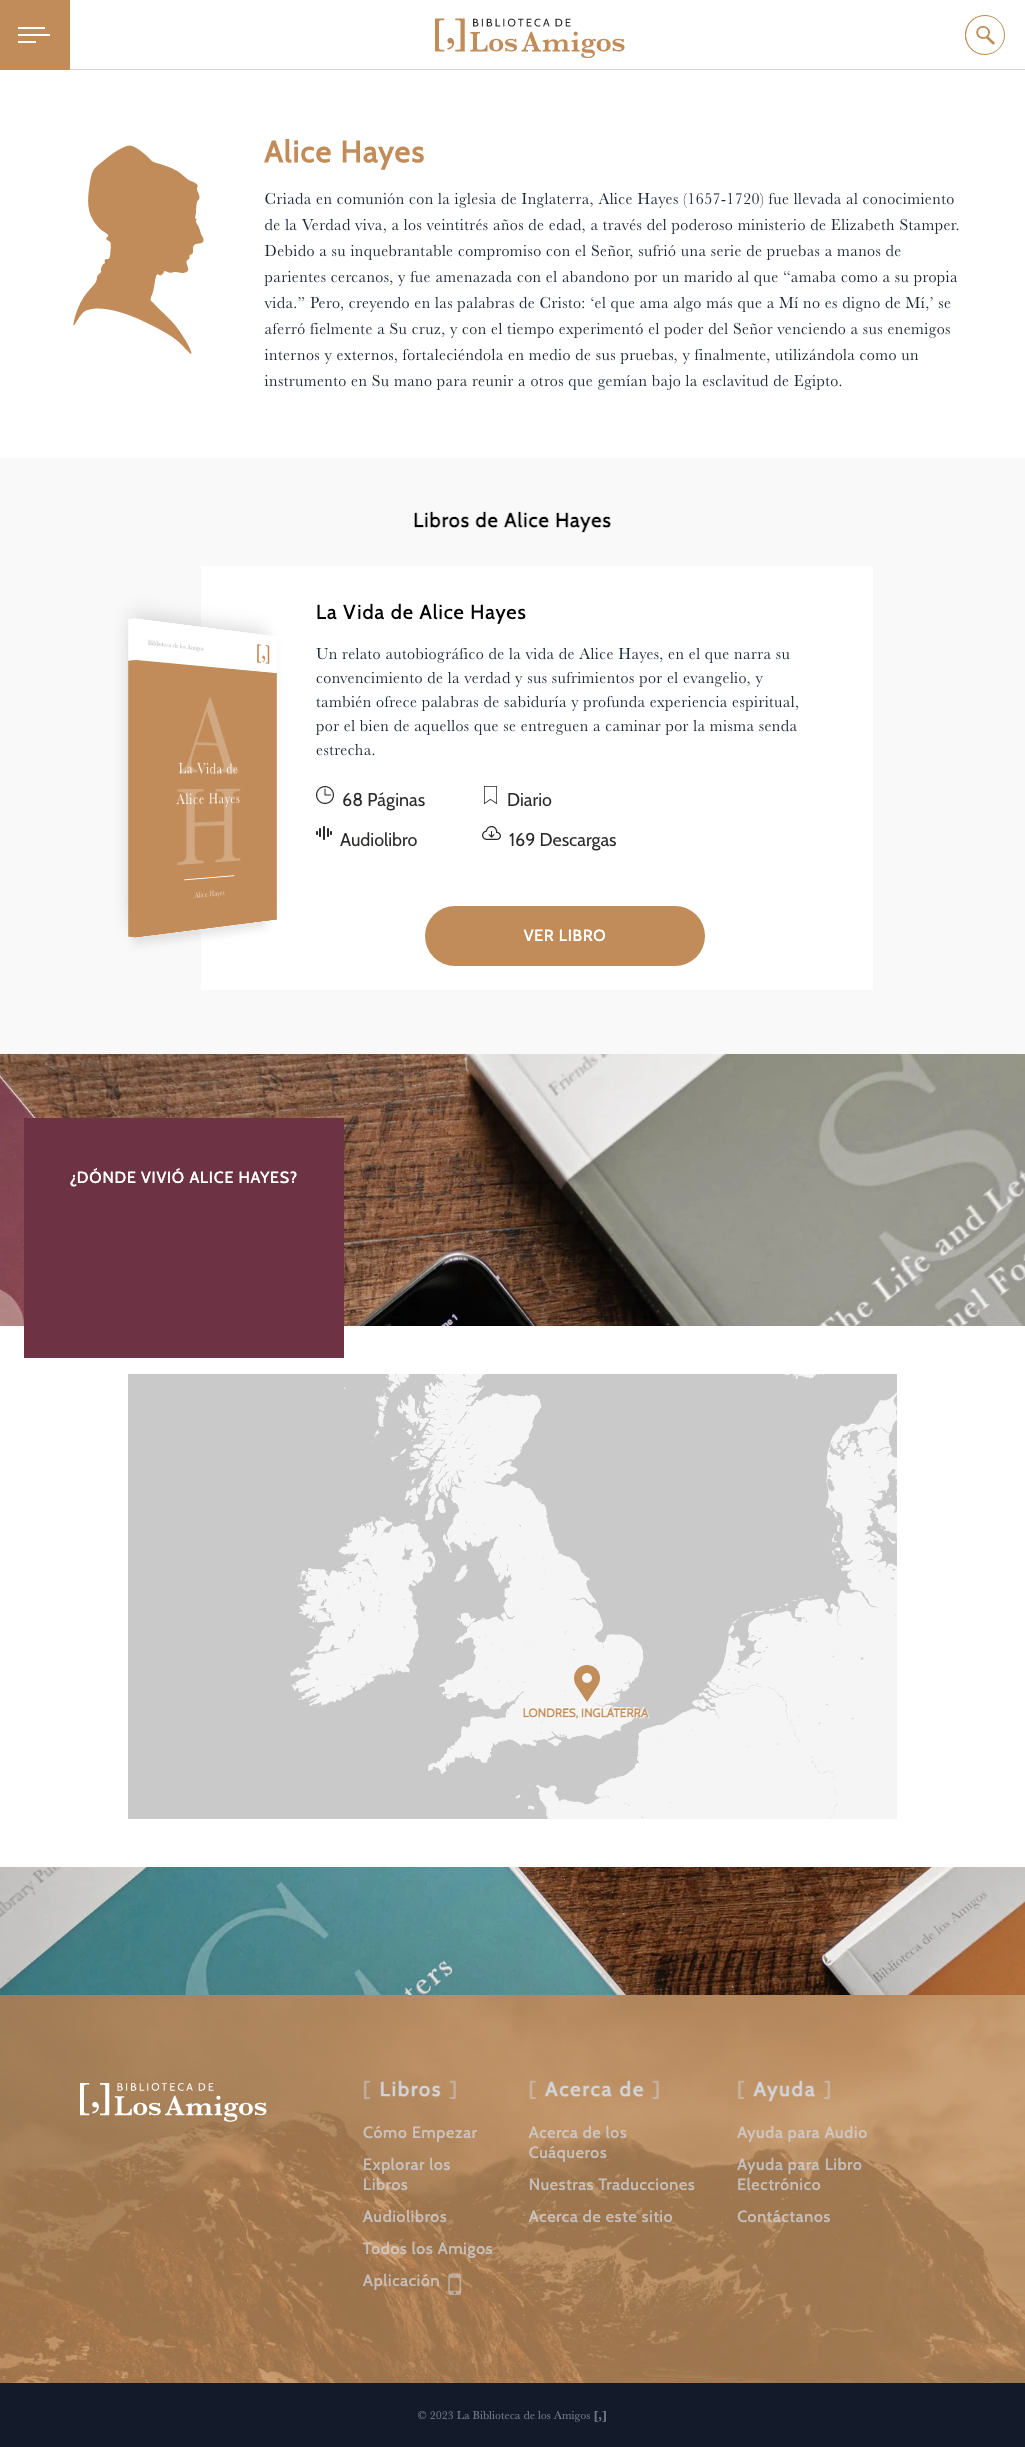 BIBLIOTECA DE
Los Amigos
Alice Hayes
Criada en comunión con la iglesia de Inglaterra, Alice Hayes (1657-1720) fue llevada al conocimiento
de la Verdad viva, a los veintitrés años de edad, a través del poderoso ministerio de Elizabeth Stamper.
Debido a su inquebrantable compromiso con el Señor, sufrió una serie de pruebas a manos de
parientes cercanos, y fue amenazada con el abandono por un marido al que “amaba como a su propia
vida.” Pero, creyendo en las palabras de Cristo: ‘el que ama algo más que a Mí no es digno de Mí,’ se
aferró fielmente a Su cruz, y con el tiempo experimentó el poder del Señor venciendo a sus enemigos
internos y externos, fortaleciéndola en medio de sus pruebas, y finalmente, utilizándola como un
instrumento en Su mano para reunir a otros que gemían bajo la esclavitud de Egipto.
Libros de Alice Hayes
Biblioteca de los Amigos [,]
A
La Vida de
Alice Hayes
H
Alice Hayes
La Vida de Alice Hayes
Un relato autobiográfico de la vida de Alice Hayes, en el que narra su
convencimiento de la verdad y sus sufrimientos por el evangelio, y
también ofrece palabras de sabiduría y profunda experiencia espiritual,
por el bien de aquellos que se entreguen a caminar por la misma senda
estrecha.
68 Páginas
Diario
Audiolibro
169 Descargas
VER LIBRO
Friends
S
The Life and Let
uel Fo
¿DÓNDE VIVIÓ ALICE HAYES?
LONDRES, INGLATERRA
ibrary Pu
C
ters
Biblioteca de los Amigos
BIBLIOTECA DE
Los Amigos
[ Libros ]
Cómo Empezar
Explorar los
Libros
Audiolibros
Todos los Amigos
Aplicación
[ Acerca de ]
Acerca de los
Cuáqueros
Nuestras Traducciones
Acerca de este sitio
[ Ayuda ]
Ayuda para Audio
Ayuda para Libro
Electrónico
Contáctanos
© 2023 La Biblioteca de los Amigos [,]